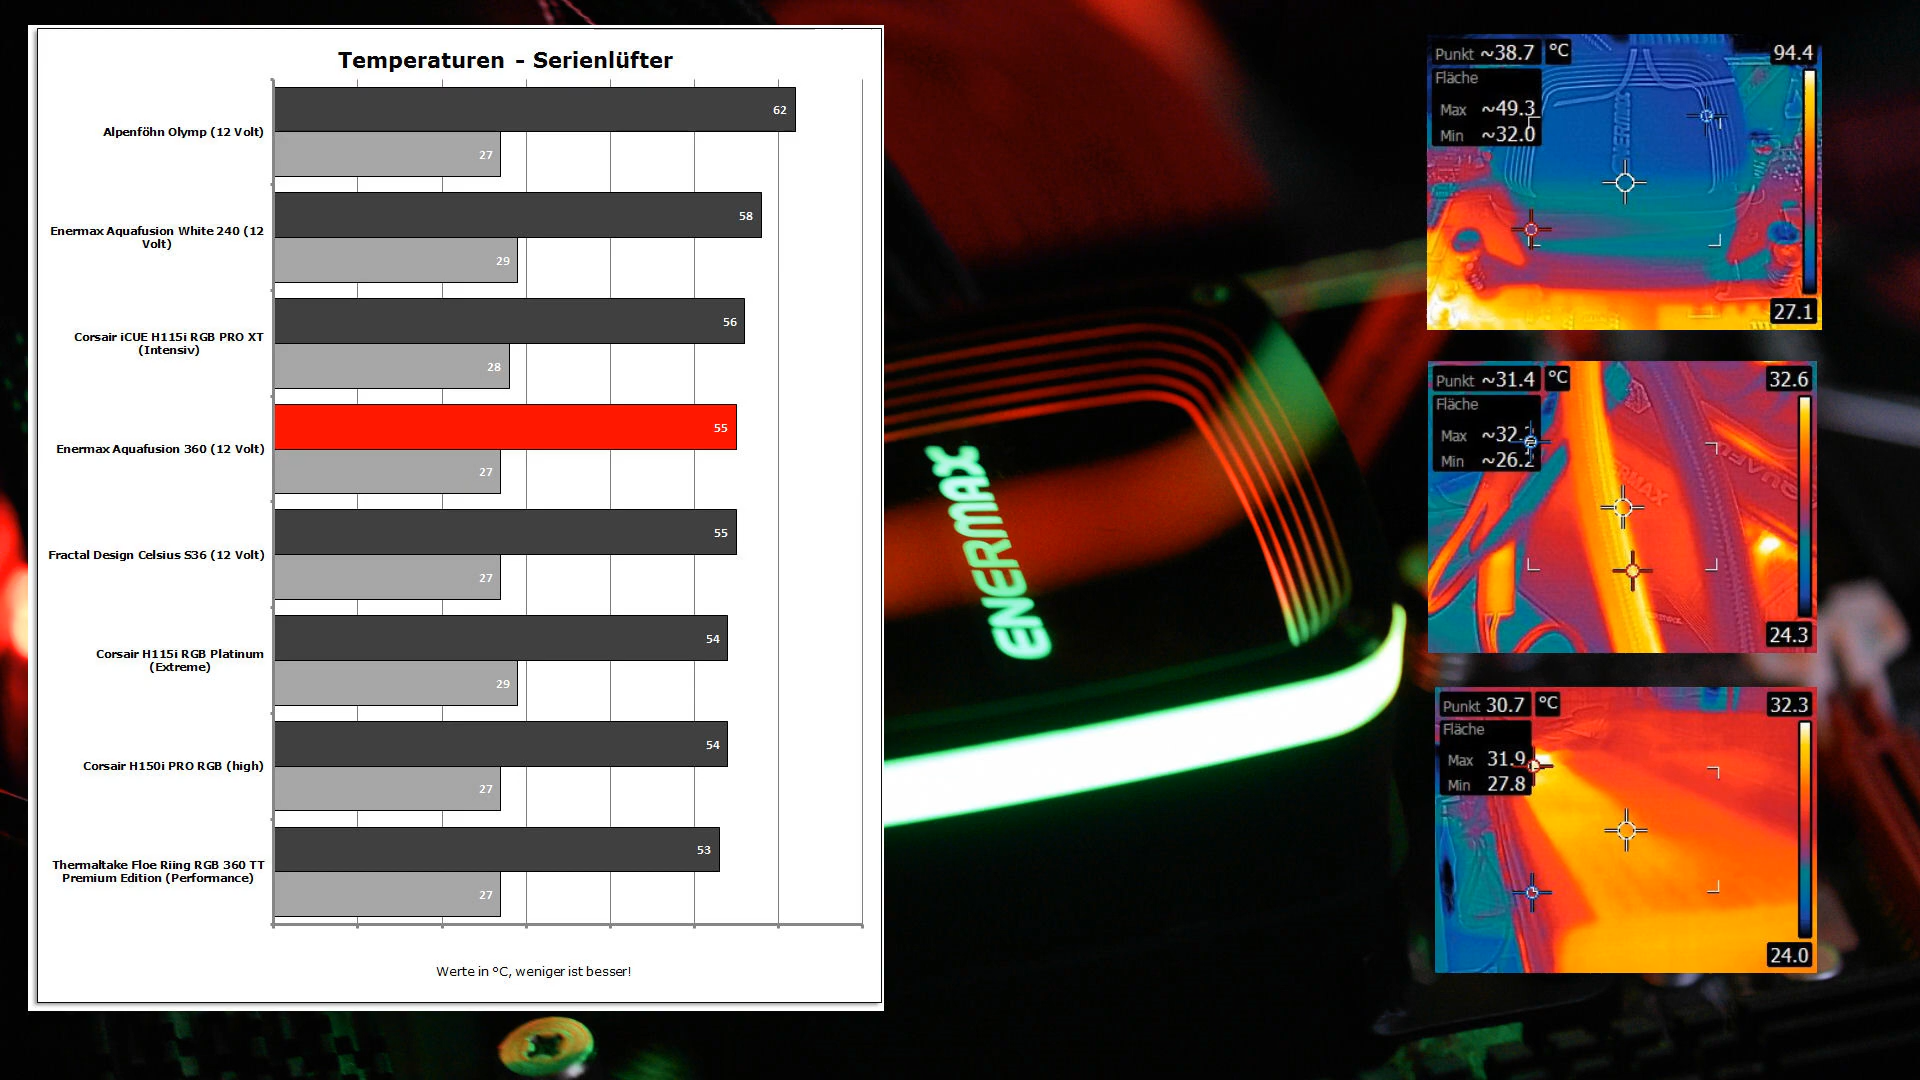 Temperaturen - Serienlüfter
Alpenföhn Olymp (12 Volt)
62
27
Enermax Aquafusion White 240 (12
Volt)
58
29
Corsair iCUE H115i RGB PRO XT
(Intensiv)
56
28
Enermax Aquafusion 360 (12 Volt)
55
27
Fractal Design Celsius S36 (12 Volt)
55
27
Corsair H115i RGB Platinum
(Extreme)
54
29
Corsair H150i PRO RGB (high)
54
27
Thermaltake Floe Riing RGB 360 TT
Premium Edition (Performance)
53
27
Werte in °C, weniger ist besser!
ENERMAX
Punkt ~38.7 °C
94.4
Fläche
Max ~49.3
Min ~32.0
ENERMAX
27.1
Punkt ~31.4 °C
32.6
Fläche
Max ~32.
Min ~26.2
24.3
Punkt 30.7 °C
32.3
Fläche
Max 31.9
Min 27.8
24.0